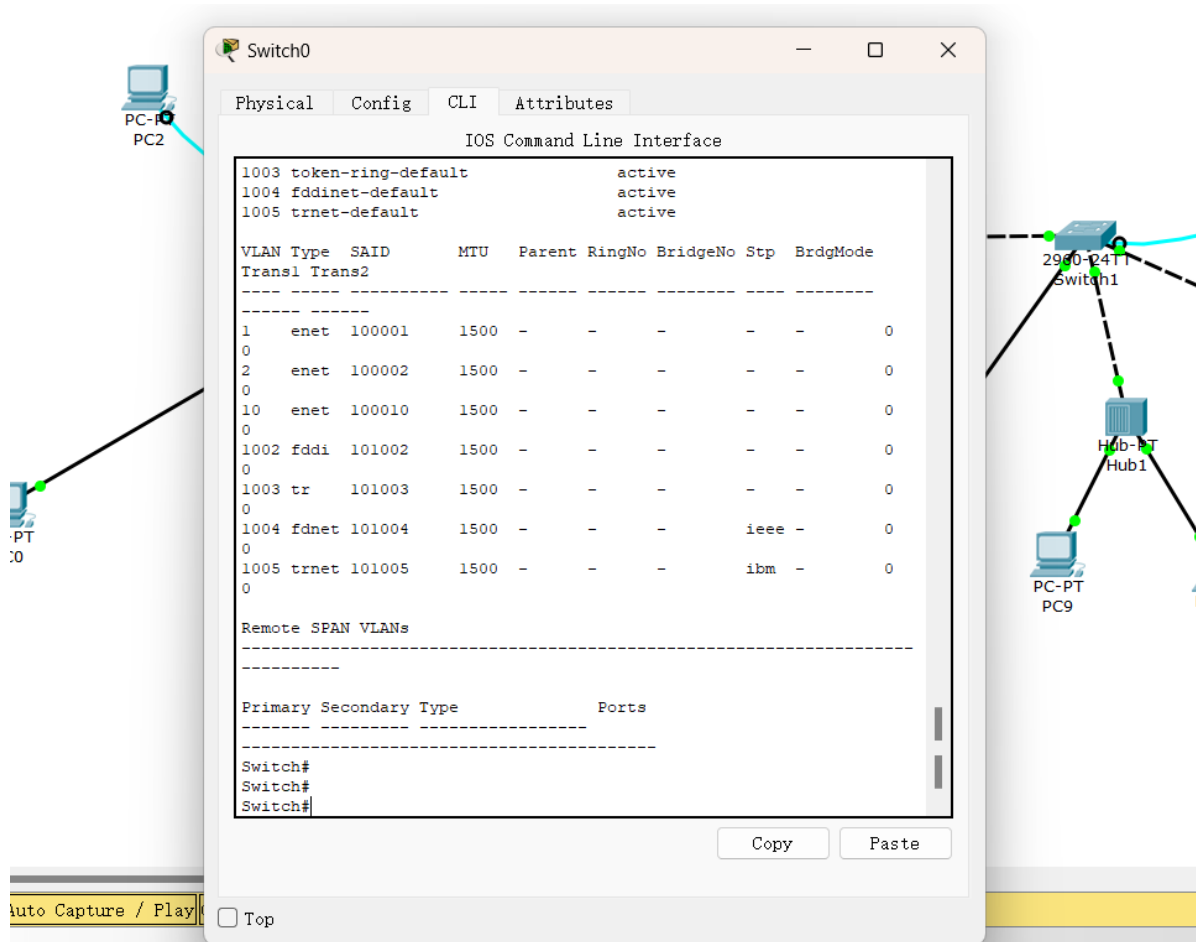 Switch0
Physical Config CLI Attributes
IOS Command Line Interface
1003 token-ring-default active
1004 fddinet-default active
1005 trnet-default active
VLAN Type SAID MTU Parent RingNo BridgeNo Stp BrdgMode
Trans1 Trans2
---- ----- ---------- ----- ------ ------ -------- ---- --------
------ ------
1 enet 100001 1500 - - - - - 0
0
2 enet 100002 1500 - - - - - 0
0
10 enet 100010 1500 - - - - - 0
0
1002 fddi 101002 1500 - - - - - 0
0
1003 tr 101003 1500 - - - - - 0
0
1004 fdnet 101004 1500 - - - ieee - 0
0
1005 trnet 101005 1500 - - - ibm - 0
0
Remote SPAN VLANs
--------------------------------------------------------------------
----------
Primary Secondary Type Ports
------- --------- -----------------
------------------------------------------
Switch#
Switch#
Switch#
Copy Paste
Top
PC-PT
PC2
-PT
Auto Capture / Play
2960-24TT
Switch1
Hub-PT
Hub1
PC-PT
PC9